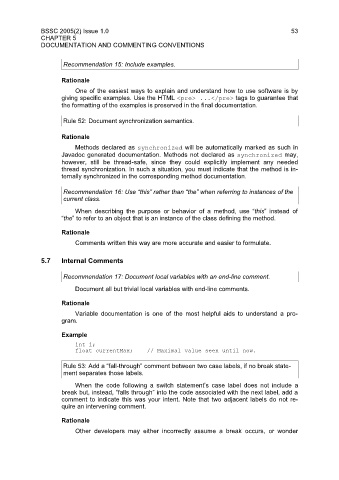 BSSC 2005(2) Issue 1.0 53
CHAPTER 5
DOCUMENTATION AND COMMENTING CONVENTIONS
Recommendation 15: Include examples.
Rationale
One of the easiest ways to explain and understand how to use software is by
giving specific examples. Use the HTML <pre> ...</pre> tags to guarantee that
the formatting of the examples is preserved in the final documentation.
Rule 52: Document synchronization semantics.
Rationale
Methods declared as synchronized will be automatically marked as such in
Javadoc generated documentation. Methods not declared as synchronized may,
however, still be thread-safe, since they could explicitly implement any needed
thread synchronization. In such a situation, you must indicate that the method is in-
ternally synchronized in the corresponding method documentation.
Recommendation 16: Use "this" rather than "the" when referring to instances of the
current class.
When describing the purpose or behavior of a method, use "this" instead of
"the" to refer to an object that is an instance of the class defining the method.
Rationale
Comments written this way are more accurate and easier to formulate.
5.7 Internal Comments
Recommendation 17: Document local variables with an end-line comment.
Document all but trivial local variables with end-line comments.
Rationale
Variable documentation is one of the most helpful aids to understand a pro-
gram.
Example
int i;
float currentMax; // Maximal value seen until now.
Rule 53: Add a "fall-through" comment between two case labels, if no break state-
ment separates those labels.
When the code following a switch statement's case label does not include a
break but, instead, "falls through" into the code associated with the next label, add a
comment to indicate this was your intent. Note that two adjacent labels do not re-
quire an intervening comment.
Rationale
Other developers may either incorrectly assume a break occurs, or wonder